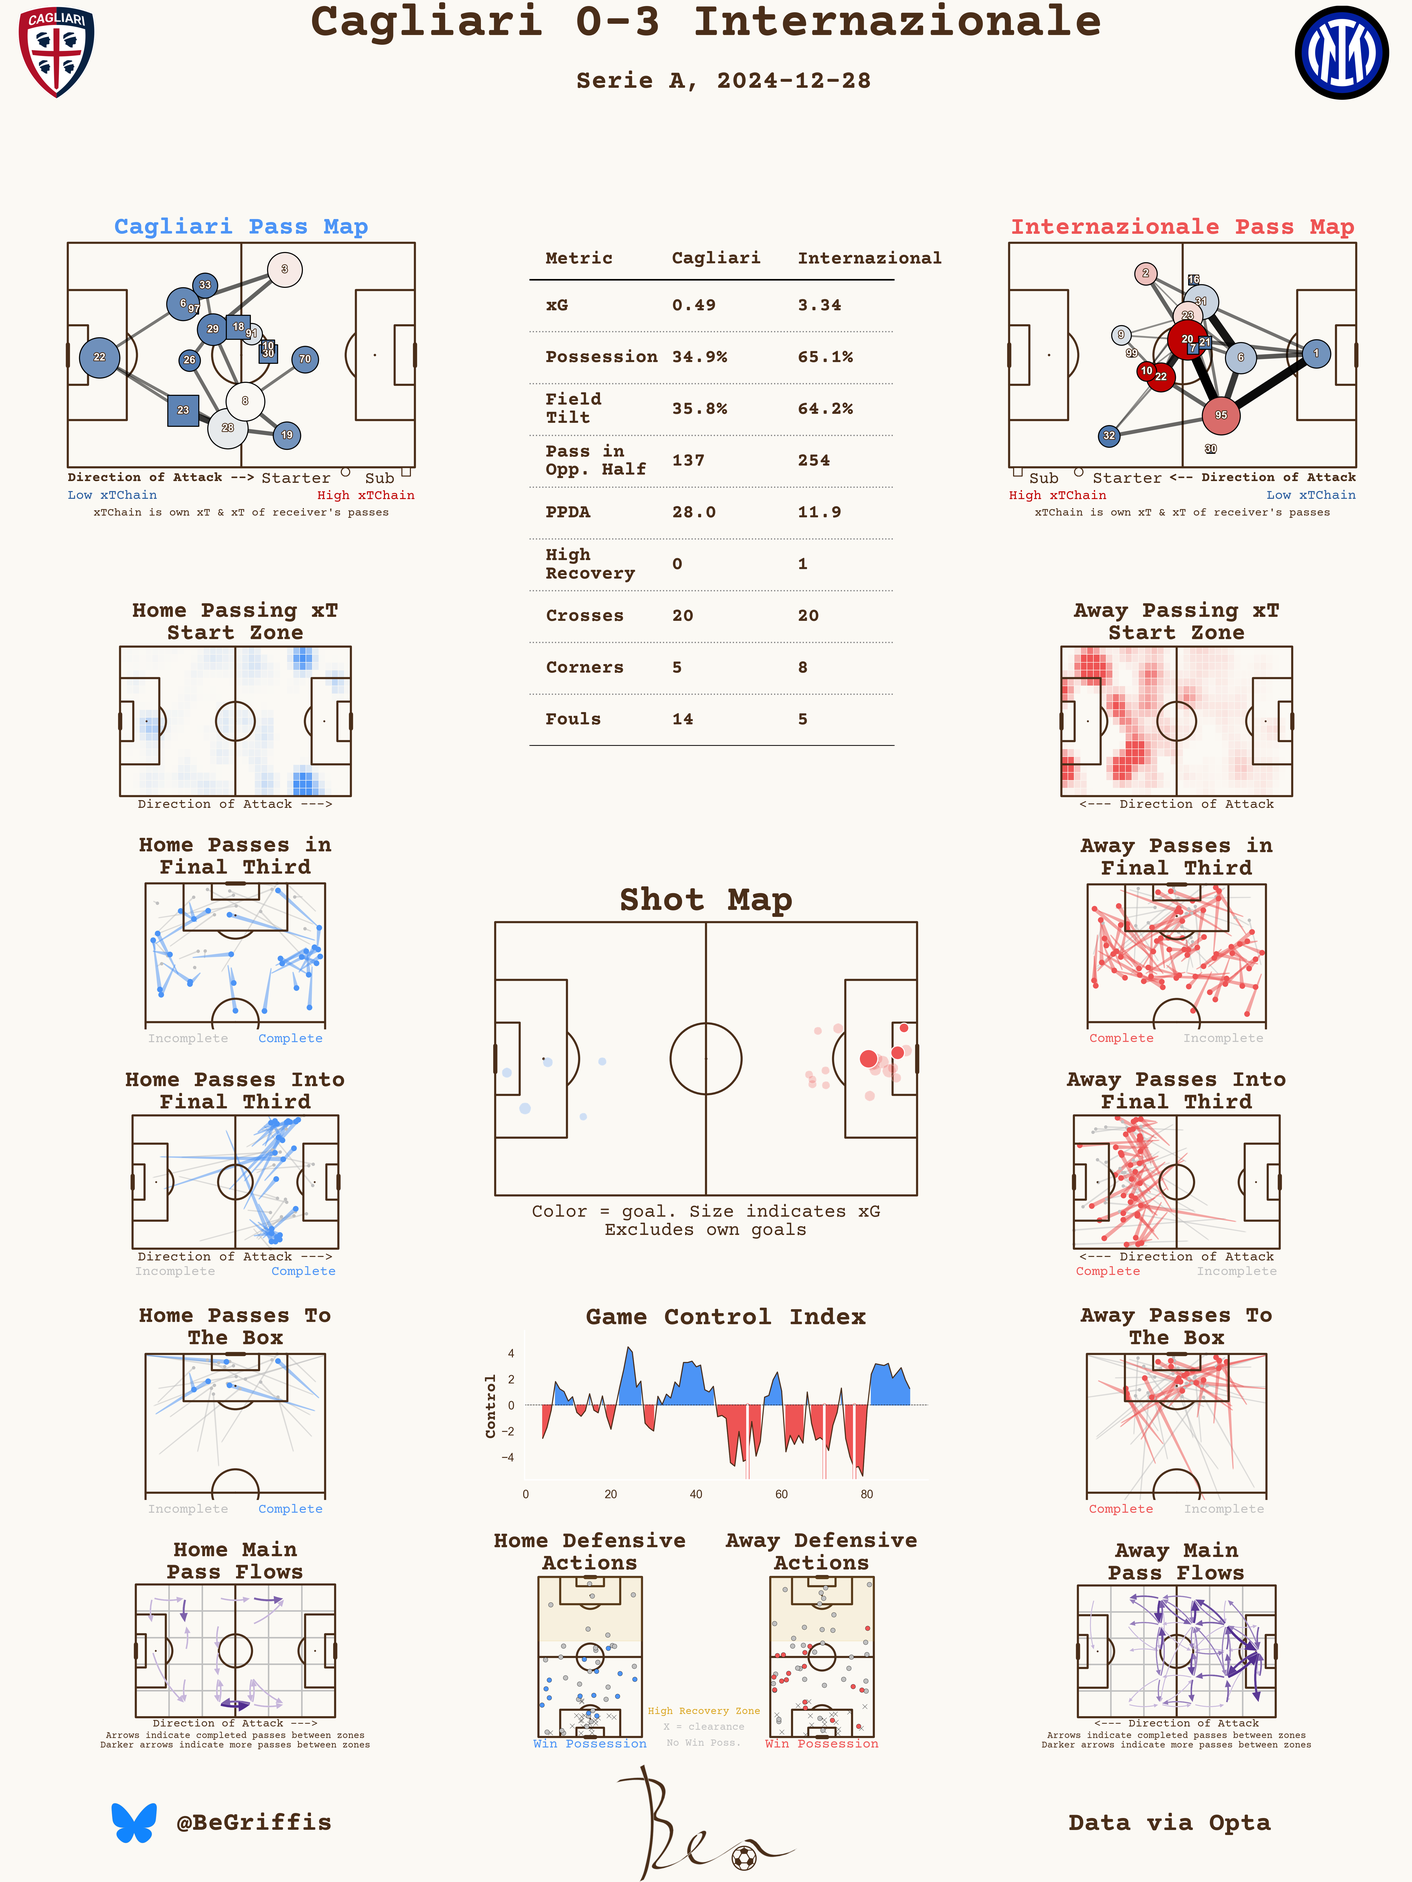 Cagliari 0-3 Internazionale
Serie A, 2024-12-28
CAGLIARI
Cagliari Pass Map
3
33
6
97
29
18
91
10
30
22
26
70
23
8
28
19
Direction of Attack --> Starter Sub
Low xTChain High xTChain
xTChain is own xT & xT of receiver's passes
Metric Cagliari Internazional
xG 0.49 3.34
Possession 34.9% 65.1%
Field
Tilt 35.8% 64.2%
Pass in
Opp. Half 137 254
PPDA 28.0 11.9
High
Recovery 0 1
Crosses 20 20
Corners 5 8
Fouls 14 5
Internazionale Pass Map
2
16
31
23
9
20
21
7
99
6
1
10
22
95
32
30
Sub Starter <-- Direction of Attack
High xTChain Low xTChain
xTChain is own xT & xT of receiver's passes
Home Passing xT
Start Zone
Direction of Attack --->
Away Passing xT
Start Zone
<--- Direction of Attack
Home Passes in
Final Third
Incomplete Complete
Away Passes in
Final Third
Complete Incomplete
Shot Map
Color = goal. Size indicates xG
Excludes own goals
Home Passes Into
Final Third
Direction of Attack --->
Incomplete Complete
Away Passes Into
Final Third
<--- Direction of Attack
Complete Incomplete
Home Passes To
The Box
Incomplete Complete
Game Control Index
Control
4
2
0
−2
−4
0 20 40 60 80
Away Passes To
The Box
Complete Incomplete
Home Main
Pass Flows
Direction of Attack --->
Arrows indicate completed passes between zones
Darker arrows indicate more passes between zones
Home Defensive
Actions
Win Possession
Away Defensive
Actions
Win Possession
High Recovery Zone
X = clearance
No Win Poss.
Away Main
Pass Flows
<--- Direction of Attack
Arrows indicate completed passes between zones
Darker arrows indicate more passes between zones
@BeGriffis
Ben
Data via Opta